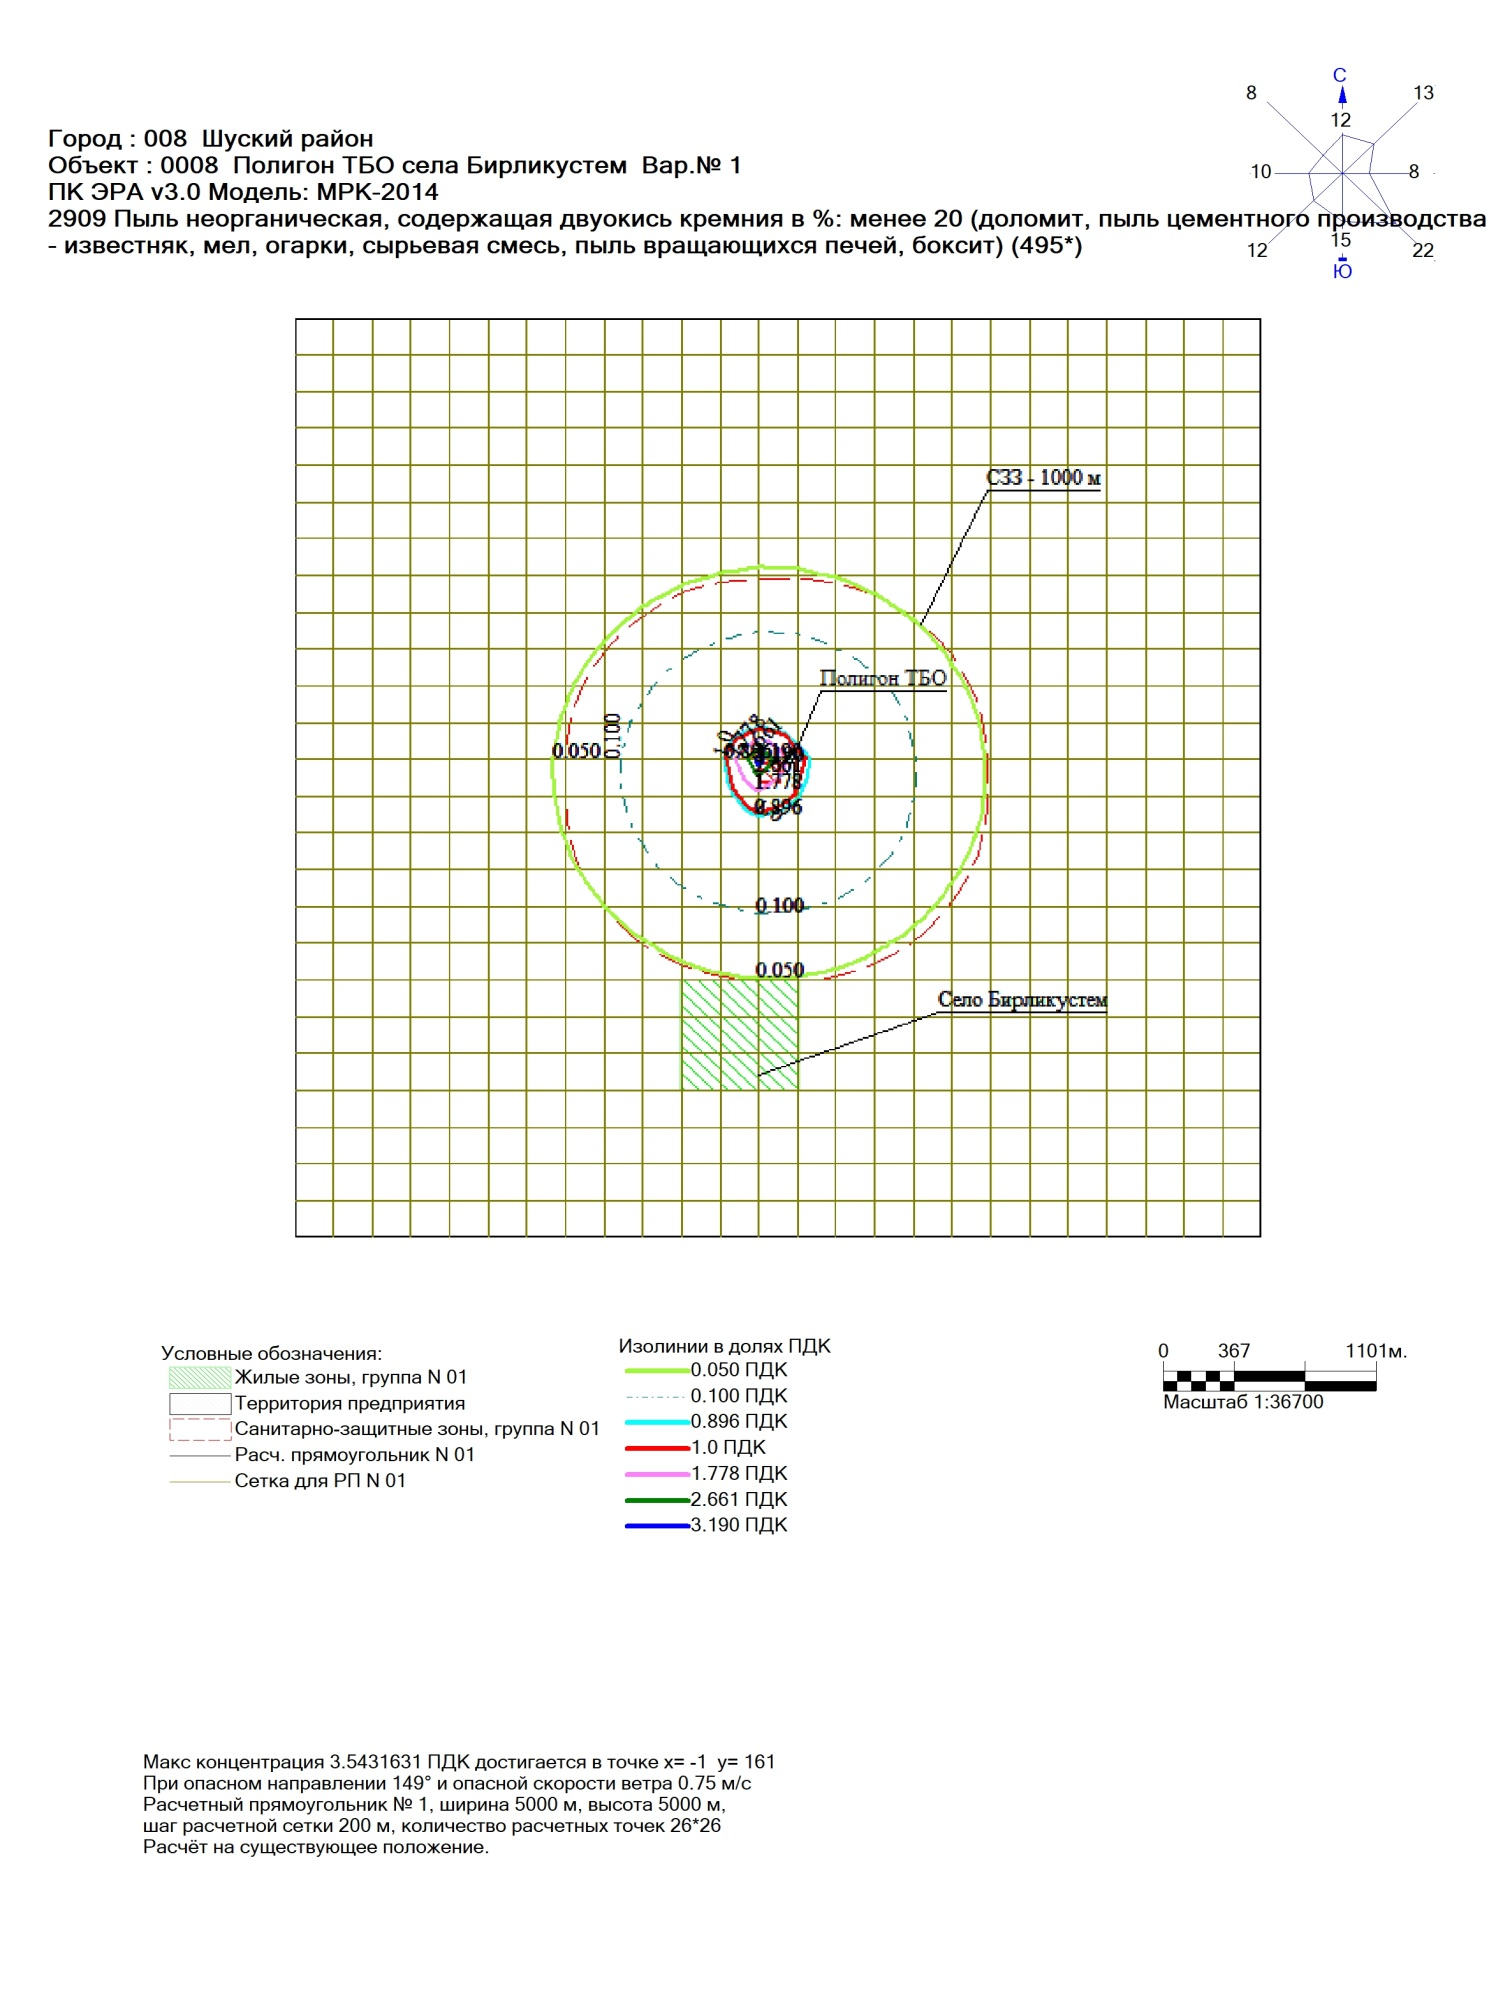 С
8
13
12
10
8
15
12
22
Ю
Город : 008 Шуский район
Объект : 0008 Полигон ТБО села Бирликустем Вар.№ 1
ПК ЭРА v3.0 Модель: МРК-2014
2909 Пыль неорганическая, содержащая двуокись кремния в %: менее 20 (доломит, пыль цементного производства
- известняк, мел, огарки, сырьевая смесь, пыль вращающихся печей, боксит) (495*)
СЗЗ - 1000 м
Полигон ТБО
0.100
0.050
1.778
0.896
0.100
0.050
Село Бирликустем
Условные обозначения:
Жилые зоны, группа N 01
Территория предприятия
Санитарно-защитные зоны, группа N 01
Расч. прямоугольник N 01
Сетка для РП N 01
Изолинии в долях ПДК
0.050 ПДК
0.100 ПДК
0.896 ПДК
1.0 ПДК
1.778 ПДК
2.661 ПДК
3.190 ПДК
0 367 1101м.
Масштаб 1:36700
Макс концентрация 3.5431631 ПДК достигается в точке x= -1 y= 161
При опасном направлении 149° и опасной скорости ветра 0.75 м/с
Расчетный прямоугольник № 1, ширина 5000 м, высота 5000 м,
шаг расчетной сетки 200 м, количество расчетных точек 26*26
Расчёт на существующее положение.